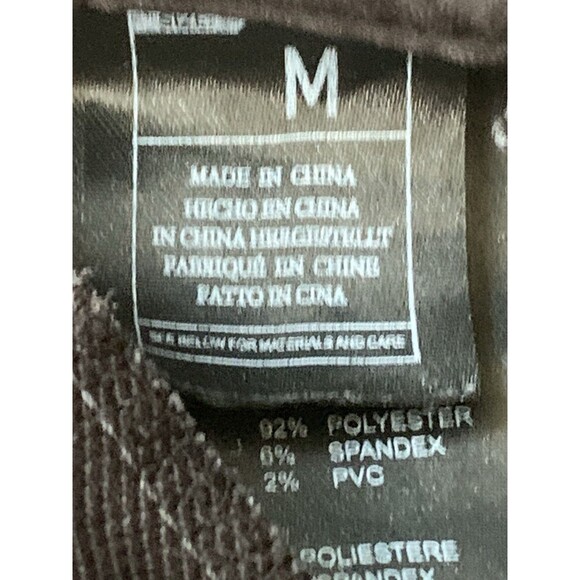 M
MADE IN CHINA
HECHO EN CHINA
IN CHINA HERGESTELLT
FABRIQUÉ EN CHINE
FATTO IN CINA
BELOW FOR MATERIALS AND CARE
92% POLYESTER
6% SPANDEX
2% PVC
POLIESTERE
SPANDEX